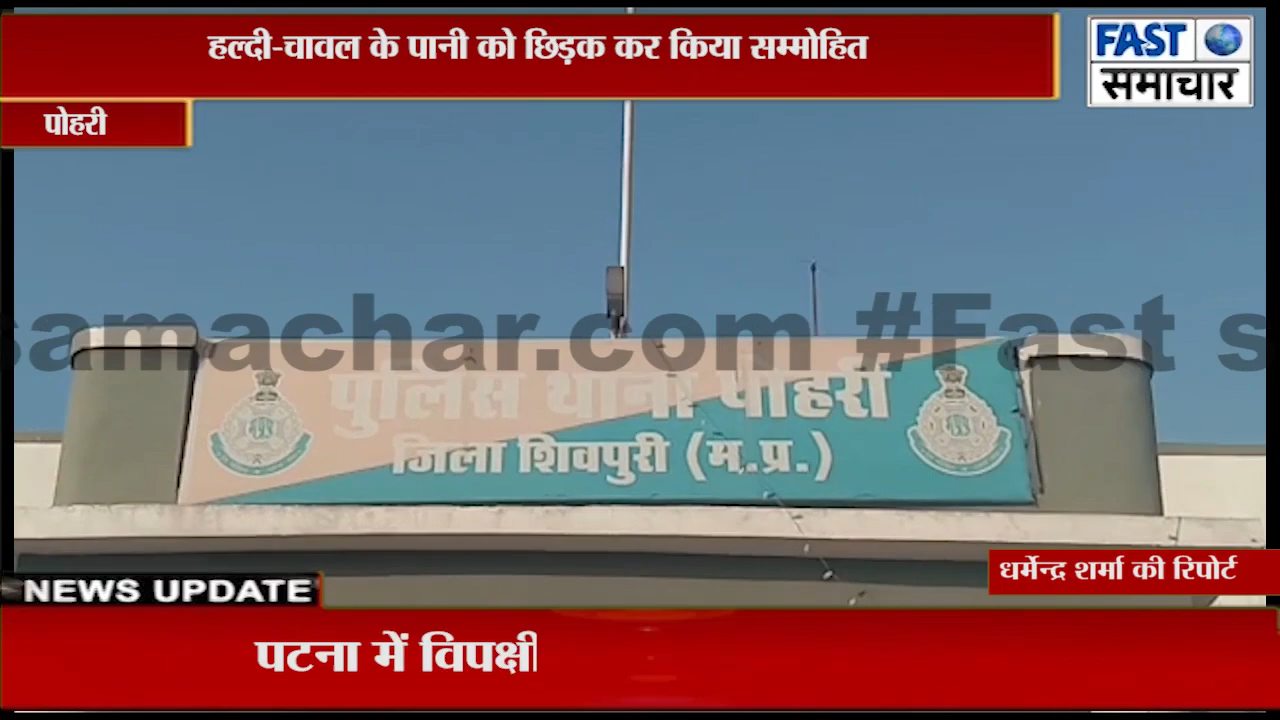 हल्दी-चावल के पानी को छिड़क कर किया सम्मोहित
FAST
समाचार
पोहरी
samachar.com #Fast s
पुलिस थाना पोहरी
जिला शिवपुरी (म.प्र.)
धर्मेन्द्र शर्मा की रिपोर्ट
NEWS UPDATE
पटना में विपक्षी